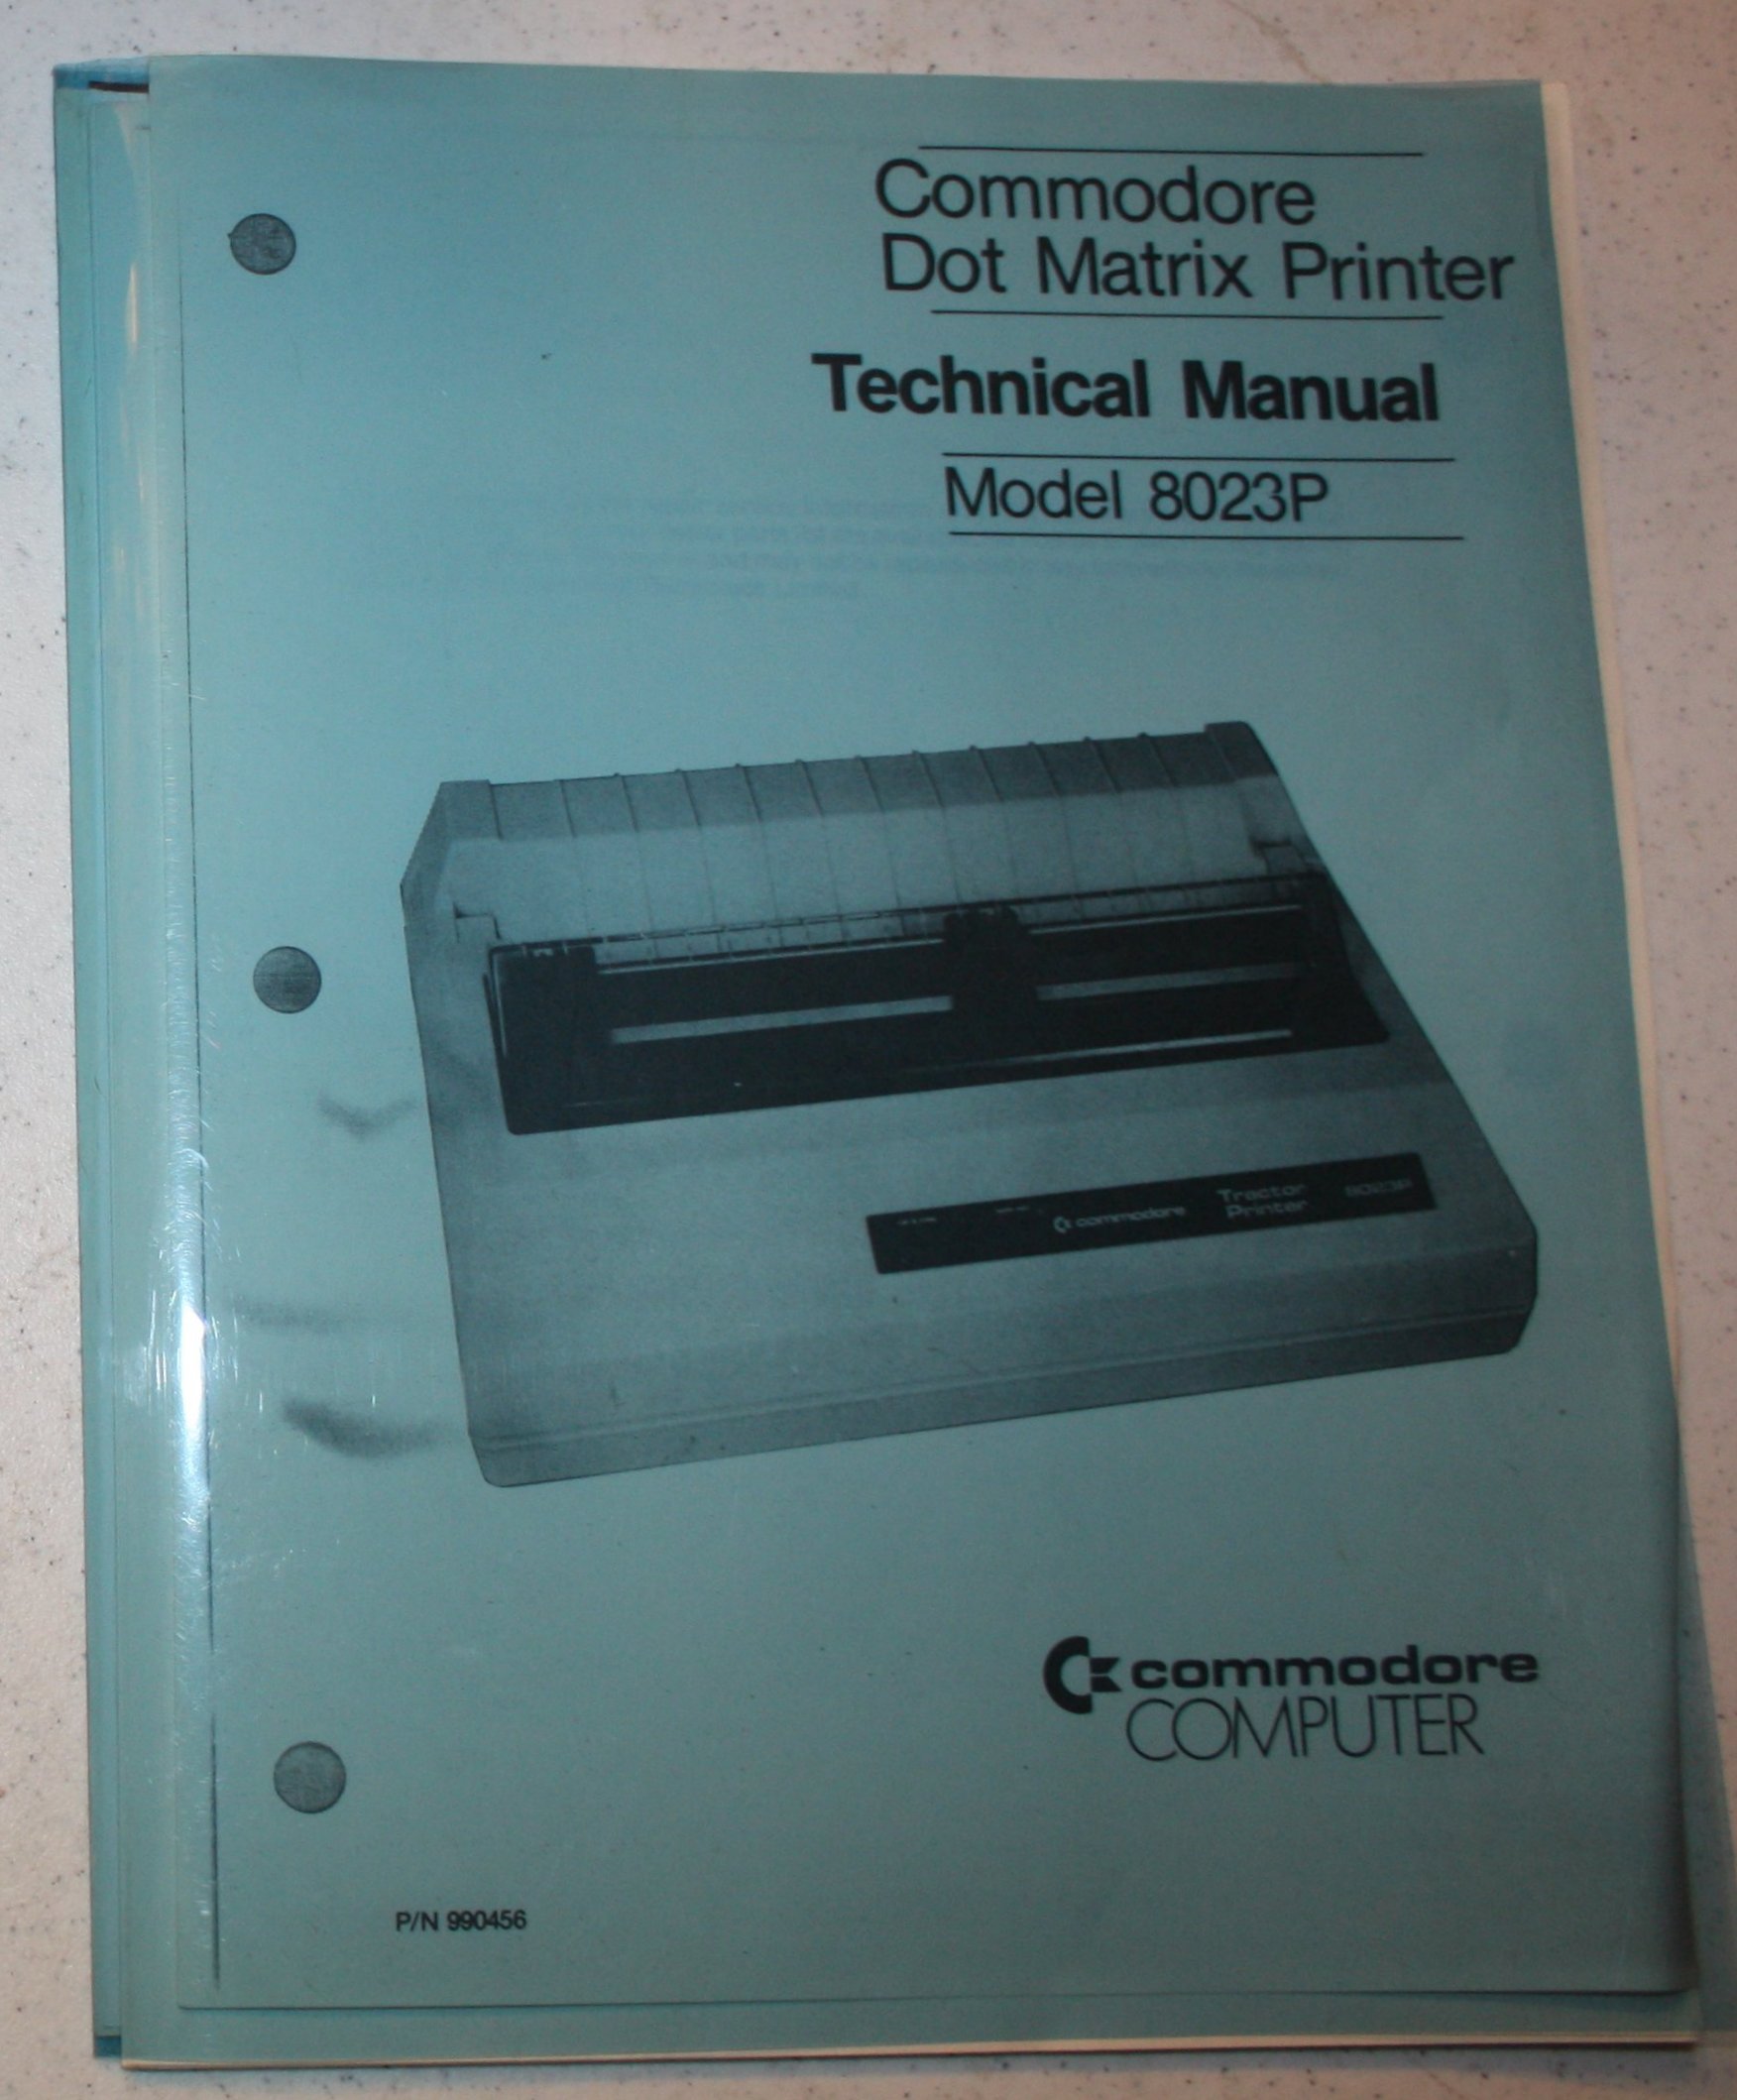 Commodore
Dot Matrix Printer
Technical Manual
Model 8023P
commodore
Tractor
Printer
8023P
commodore
COMPUTER
P/N 990456